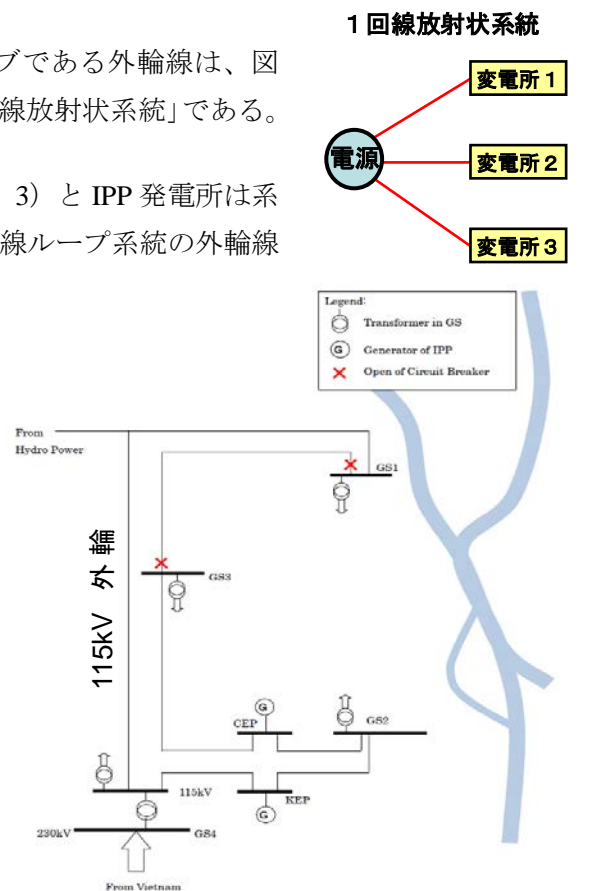 1回線放射状系統
ブである外輪線は、図
線放射状系統」である。
3）と IPP 発電所は系
線ループ系統の外輪線
電源
変電所1
変電所2
変電所3
Legend:
Transformer in GS
G Generator of IPP
× Open of Circuit Breaker
From
Hydro Power
× GS1
115kV 外 輪
×
GS3
G
CEP
GS2
115kV
KEP
G
230kV
GS4
From Vietnam